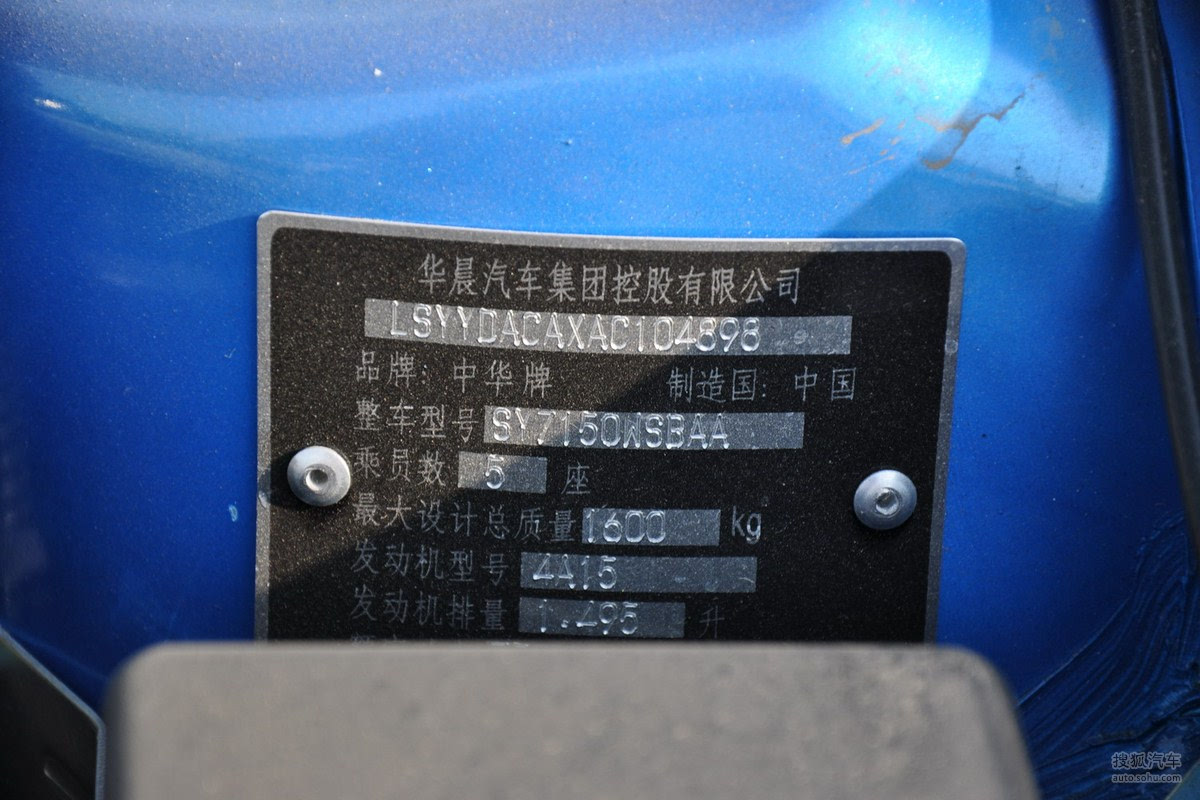 华晨汽车集团控股有限公司
LSYYDACAXAC104898
品牌: 中华牌 制造国: 中国
整车型号 SY7150WSBAA
乘员数 5 座
最大设计总质量 1600 kg
发动机型号 4A15
发动机排量 1.495 升
搜狐汽车
auto.sohu.com